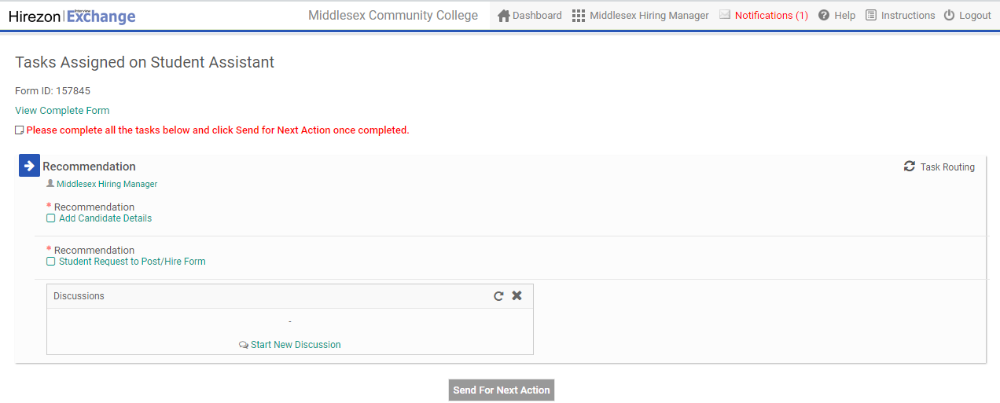 Hirezon Interview Exchange Middlesex Community College Dashboard Middlesex Hiring Manager Notifications (1) Help Instructions Logout
Tasks Assigned on Student Assistant
Form ID: 157845
View Complete Form
Please complete all the tasks below and click Send for Next Action once completed.
Recommendation Task Routing
Middlesex Hiring Manager
* Recommendation
Add Candidate Details
* Recommendation
Student Request to Post/Hire Form
Discussions
-
Start New Discussion
Send For Next Action